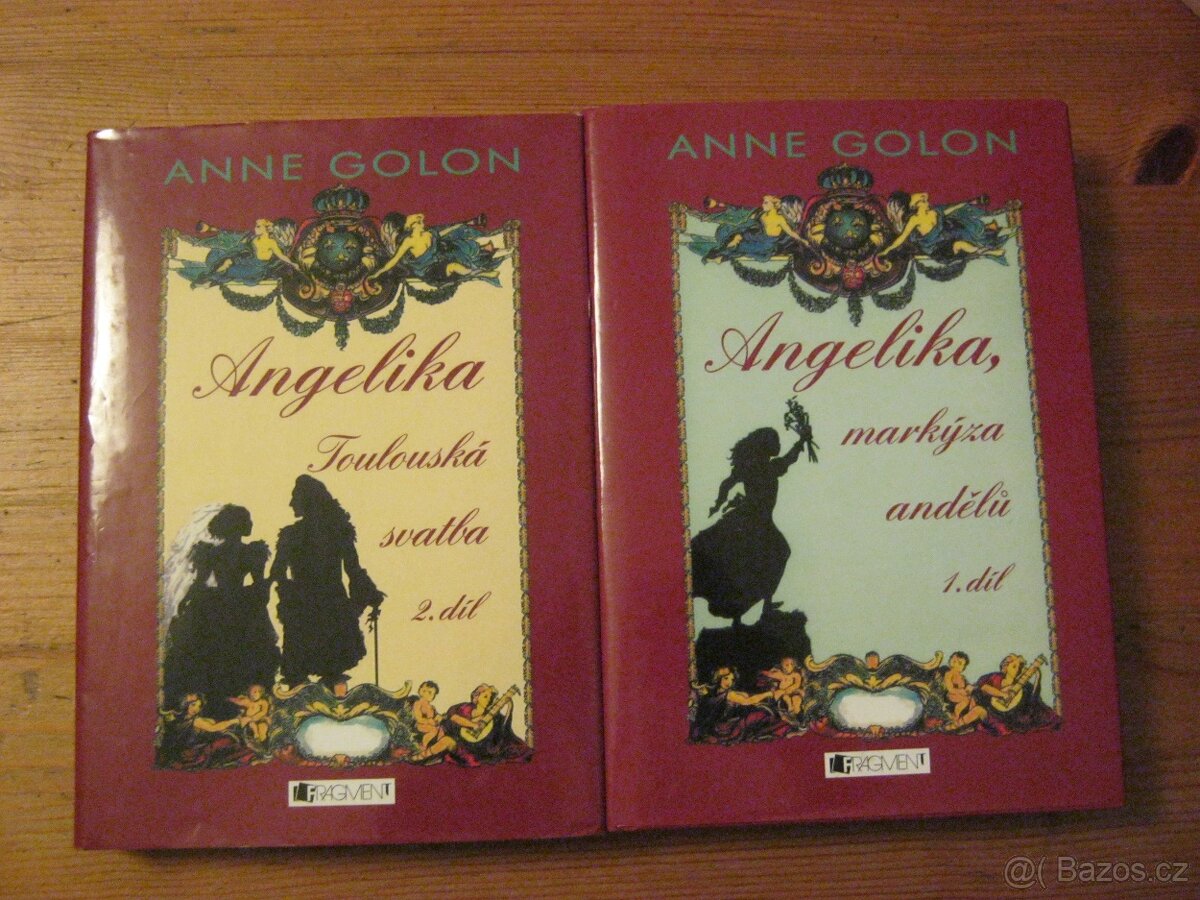 ANNE GOLON
Angelika
Toulouská
svatba
2. díl
FRAGMENT
ANNE GOLON
Angelika,
markýza
andělů
1. díl
FRAGMENT
@( Bazos.cz